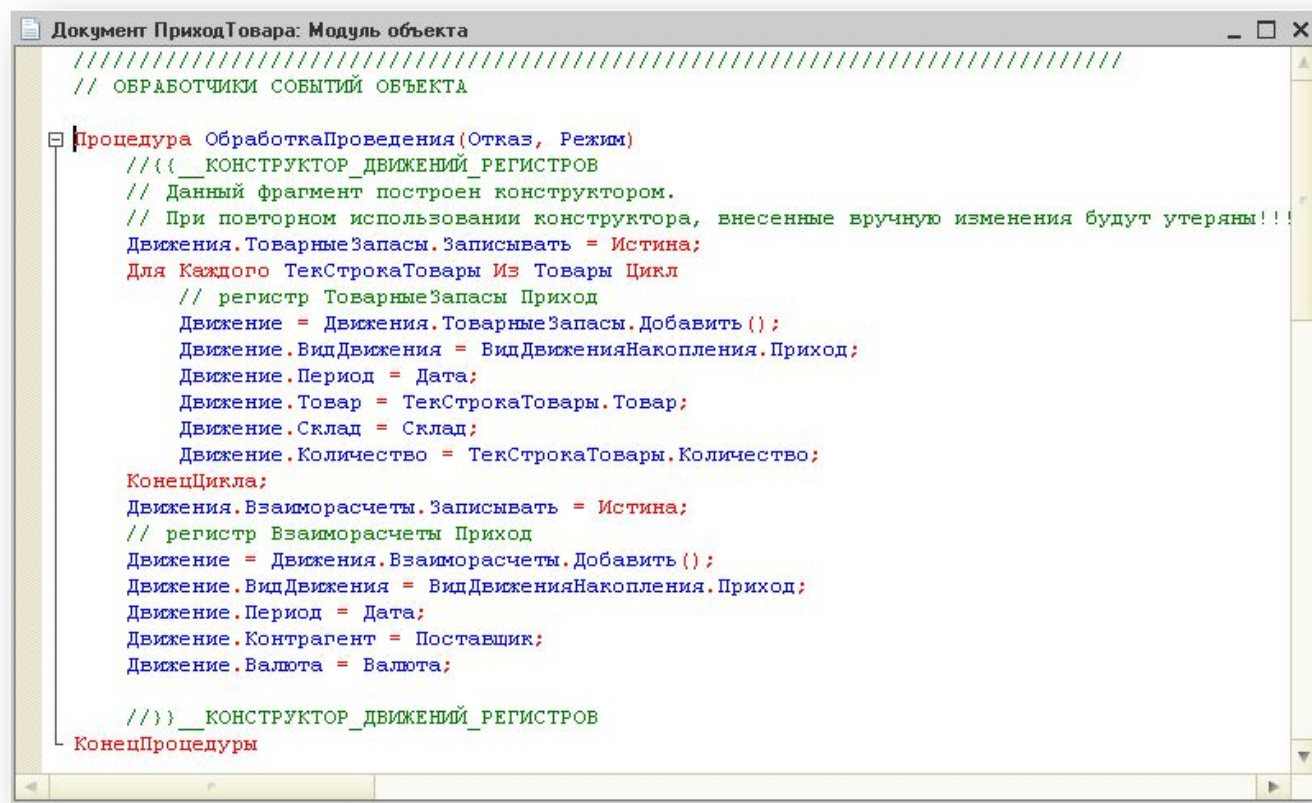 Документ ПриходТовара: Модуль объекта
////////////////////////////////////////////////////////////////////////////////
// ОБРАБОТЧИКИ СОБЫТИЙ ОБЪЕКТА
Процедура ОбработкаПроведения(Отказ, Режим)
//{{__КОНСТРУКТОР_ДВИЖЕНИЙ_РЕГИСТРОВ
// Данный фрагмент построен конструктором.
// При повторном использовании конструктора, внесенные вручную изменения будут утеряны!!!
Движения.ТоварныеЗапасы.Записывать = Истина;
Для Каждого ТекСтрокаТовары Из Товары Цикл
// регистр ТоварныеЗапасы Приход
Движение = Движения.ТоварныеЗапасы.Добавить();
Движение.ВидДвижения = ВидДвиженияНакопления.Приход;
Движение.Период = Дата;
Движение.Товар = ТекСтрокаТовары.Товар;
Движение.Склад = Склад;
Движение.Количество = ТекСтрокаТовары.Количество;
КонецЦикла;
Движения.Взаиморасчеты.Записывать = Истина;
// регистр Взаиморасчеты Приход
Движение = Движения.Взаиморасчеты.Добавить();
Движение.ВидДвижения = ВидДвиженияНакопления.Приход;
Движение.Период = Дата;
Движение.Контрагент = Поставщик;
Движение.Валюта = Валюта;
//}}__КОНСТРУКТОР_ДВИЖЕНИЙ_РЕГИСТРОВ
КонецПроцедуры